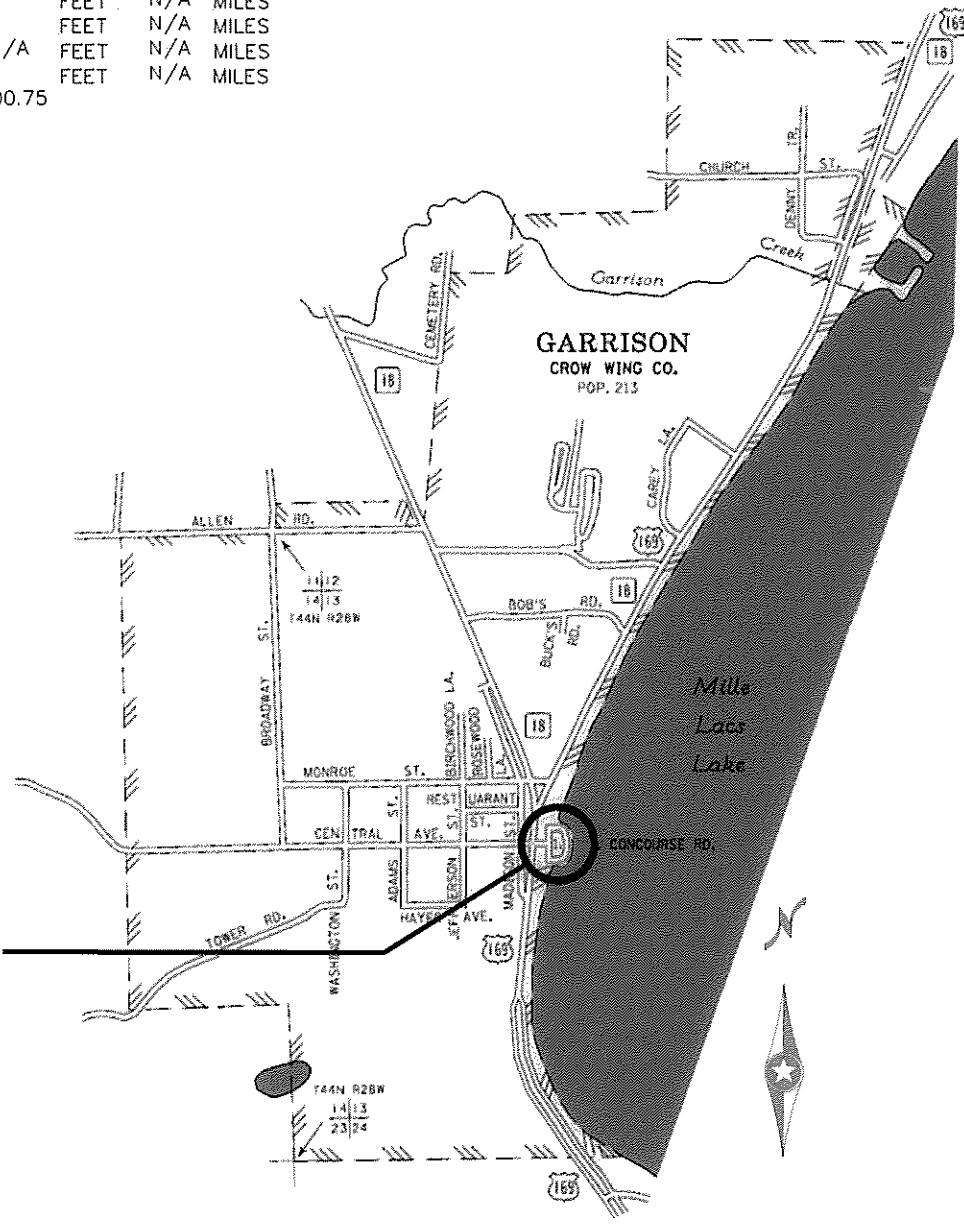 FEET N/A MILES
FEET N/A MILES
/A FEET N/A MILES
FEET N/A MILES
00.75
169
18
CHURCH ST.
DENNY TR.
Garrison Creek
CEMETERY RD.
GARRISON
CROW WING CO.
POP. 213
18
CAREY LA.
169
ALLEN RD.
11 12
14 13
T44N R28W
18
BOB'S RD.
BUCK'S RD.
BROADWAY ST.
BIRCHWOOD LA.
ROSEWOOD LA.
18
Mille
Lacs
Lake
MONROE ST.
REST UARANT ST.
CEN TRAL AVE.
CONCOURSE RD.
ADAMS ST.
JEFFERSON ST.
MADISON ST.
HAYES AVE.
WASHINGTON ST.
TOWER RD.
169
N
T44N R28W
14 13
23 24
169